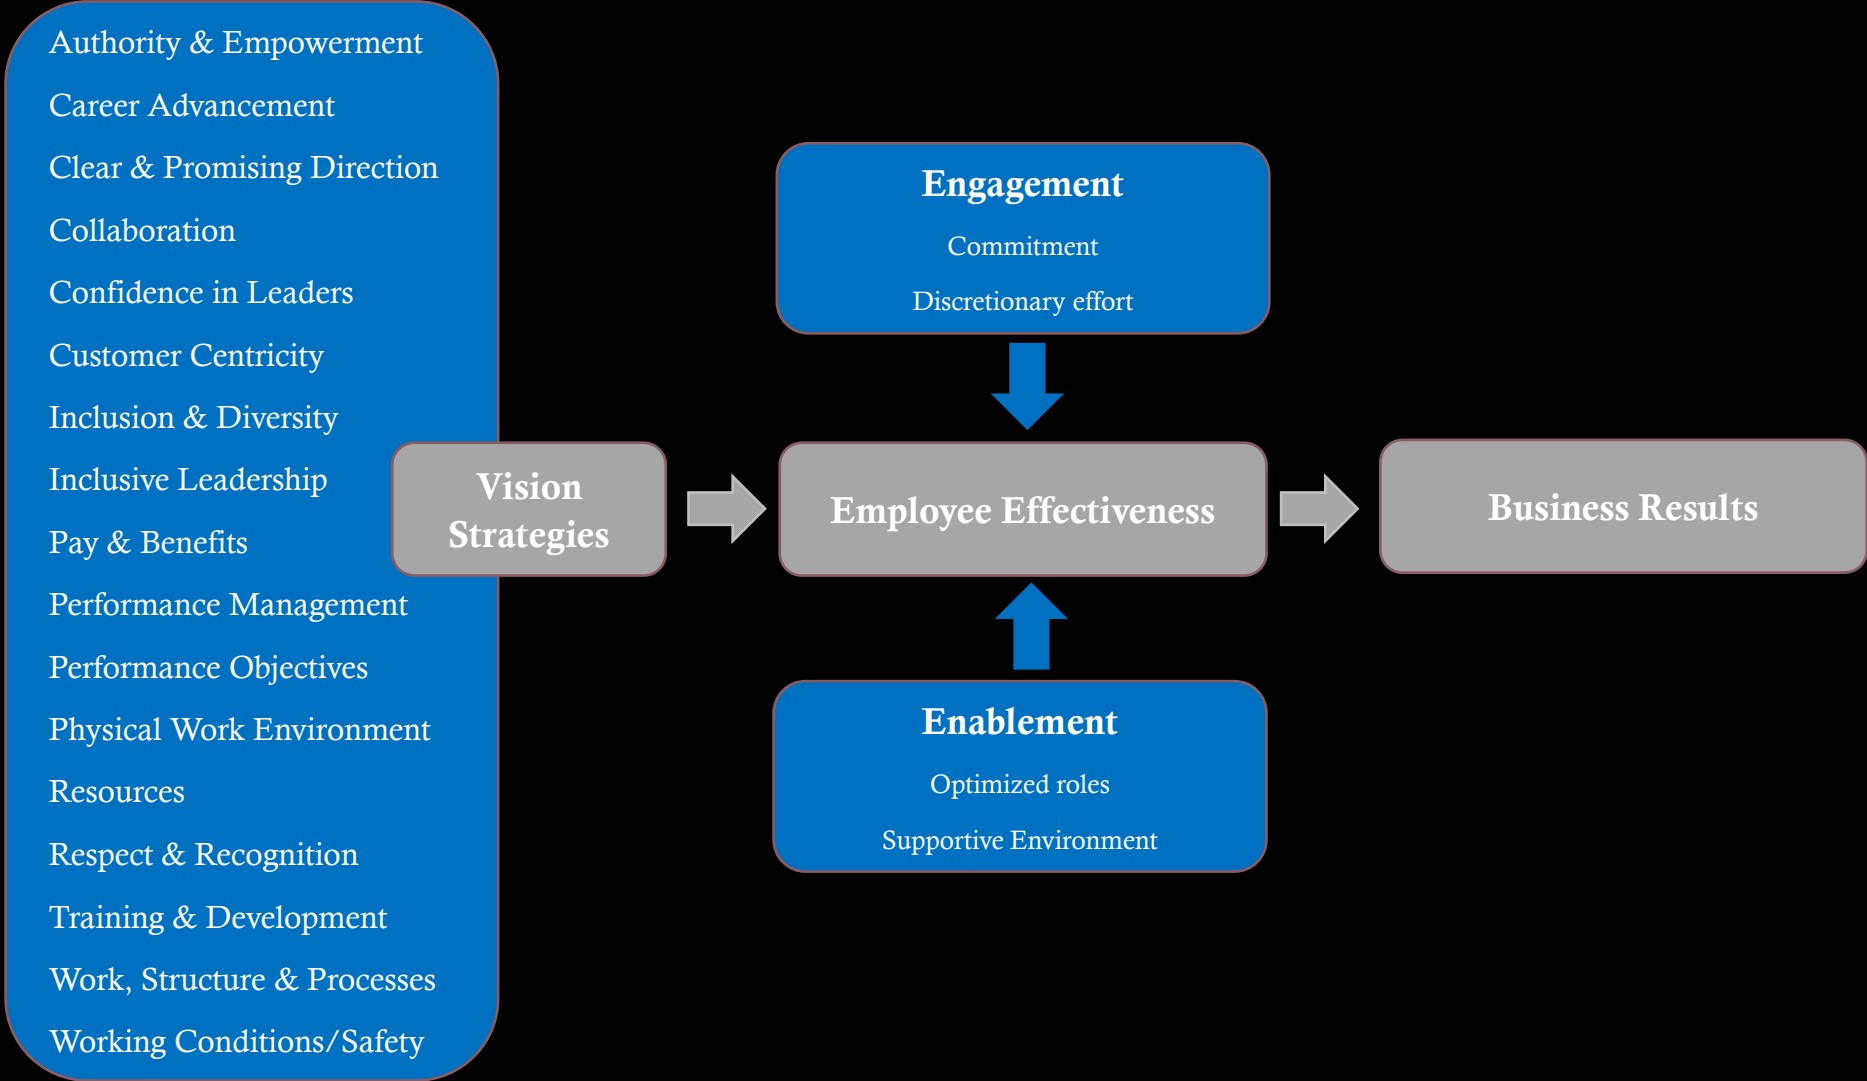 Authority & Empowerment
Career Advancement
Clear & Promising Direction
Collaboration
Confidence in Leaders
Customer Centricity
Inclusion & Diversity
Inclusive Leadership
Pay & Benefits
Performance Management
Performance Objectives
Physical Work Environment
Resources
Respect & Recognition
Training & Development
Work, Structure & Processes
Working Conditions/Safety
Vision
Strategies
Engagement
Commitment
Discretionary effort
Employee Effectiveness
Enablement
Optimized roles
Supportive Environment
Business Results